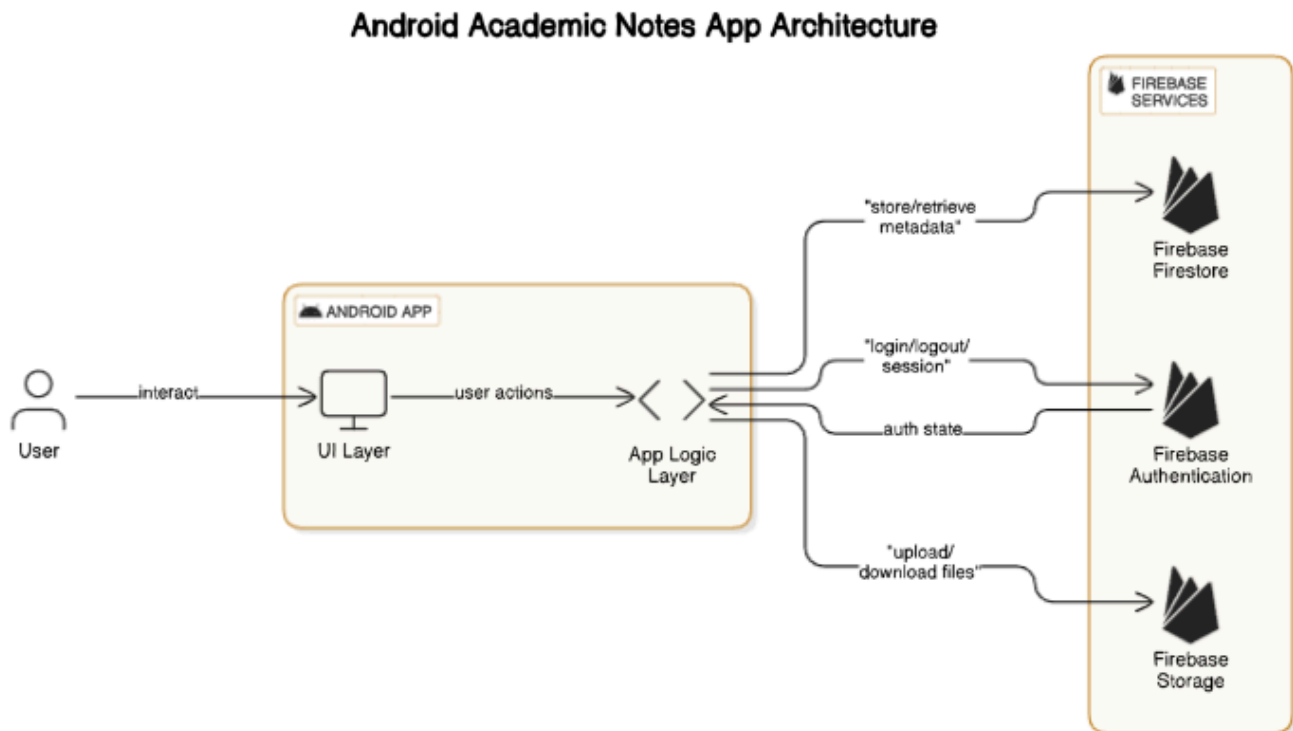 Android Academic Notes App Architecture
FIREBASE
SERVICES
"store/retrieve
metadata"
Firebase
Firestore
ANDROID APP
interact
user actions
"login/logout/
session"
auth state
User
UI Layer
App Logic
Layer
Firebase
Authentication
"upload/
download files"
Firebase
Storage